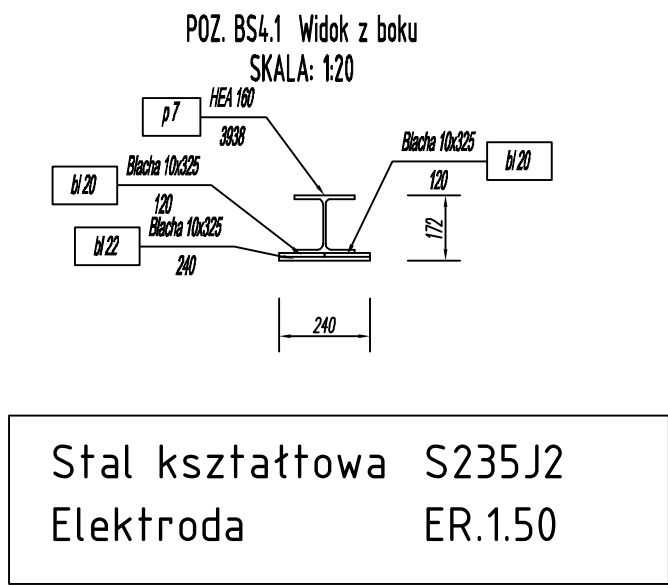 POZ. BS4.1 Widok z boku
SKALA: 1:20
p 7
HEA 160
3938
Blacha 10x325
120
bl 20
bl 20
Blacha 10x325
120
bl 22
Blacha 10x325
240
172
240
Stal kształtowa S235J2
Elektroda ER.1.50